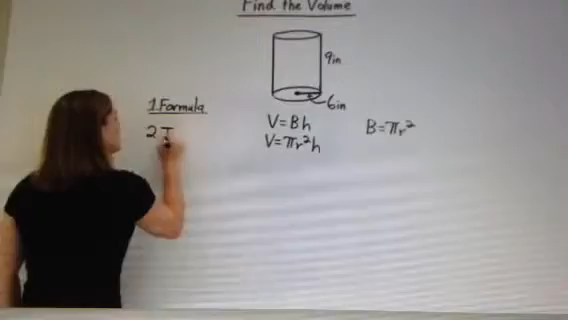 Find the Volume
9in
6in
1.Formula
V=Bh
B=πr²
2 I
V=πr²h